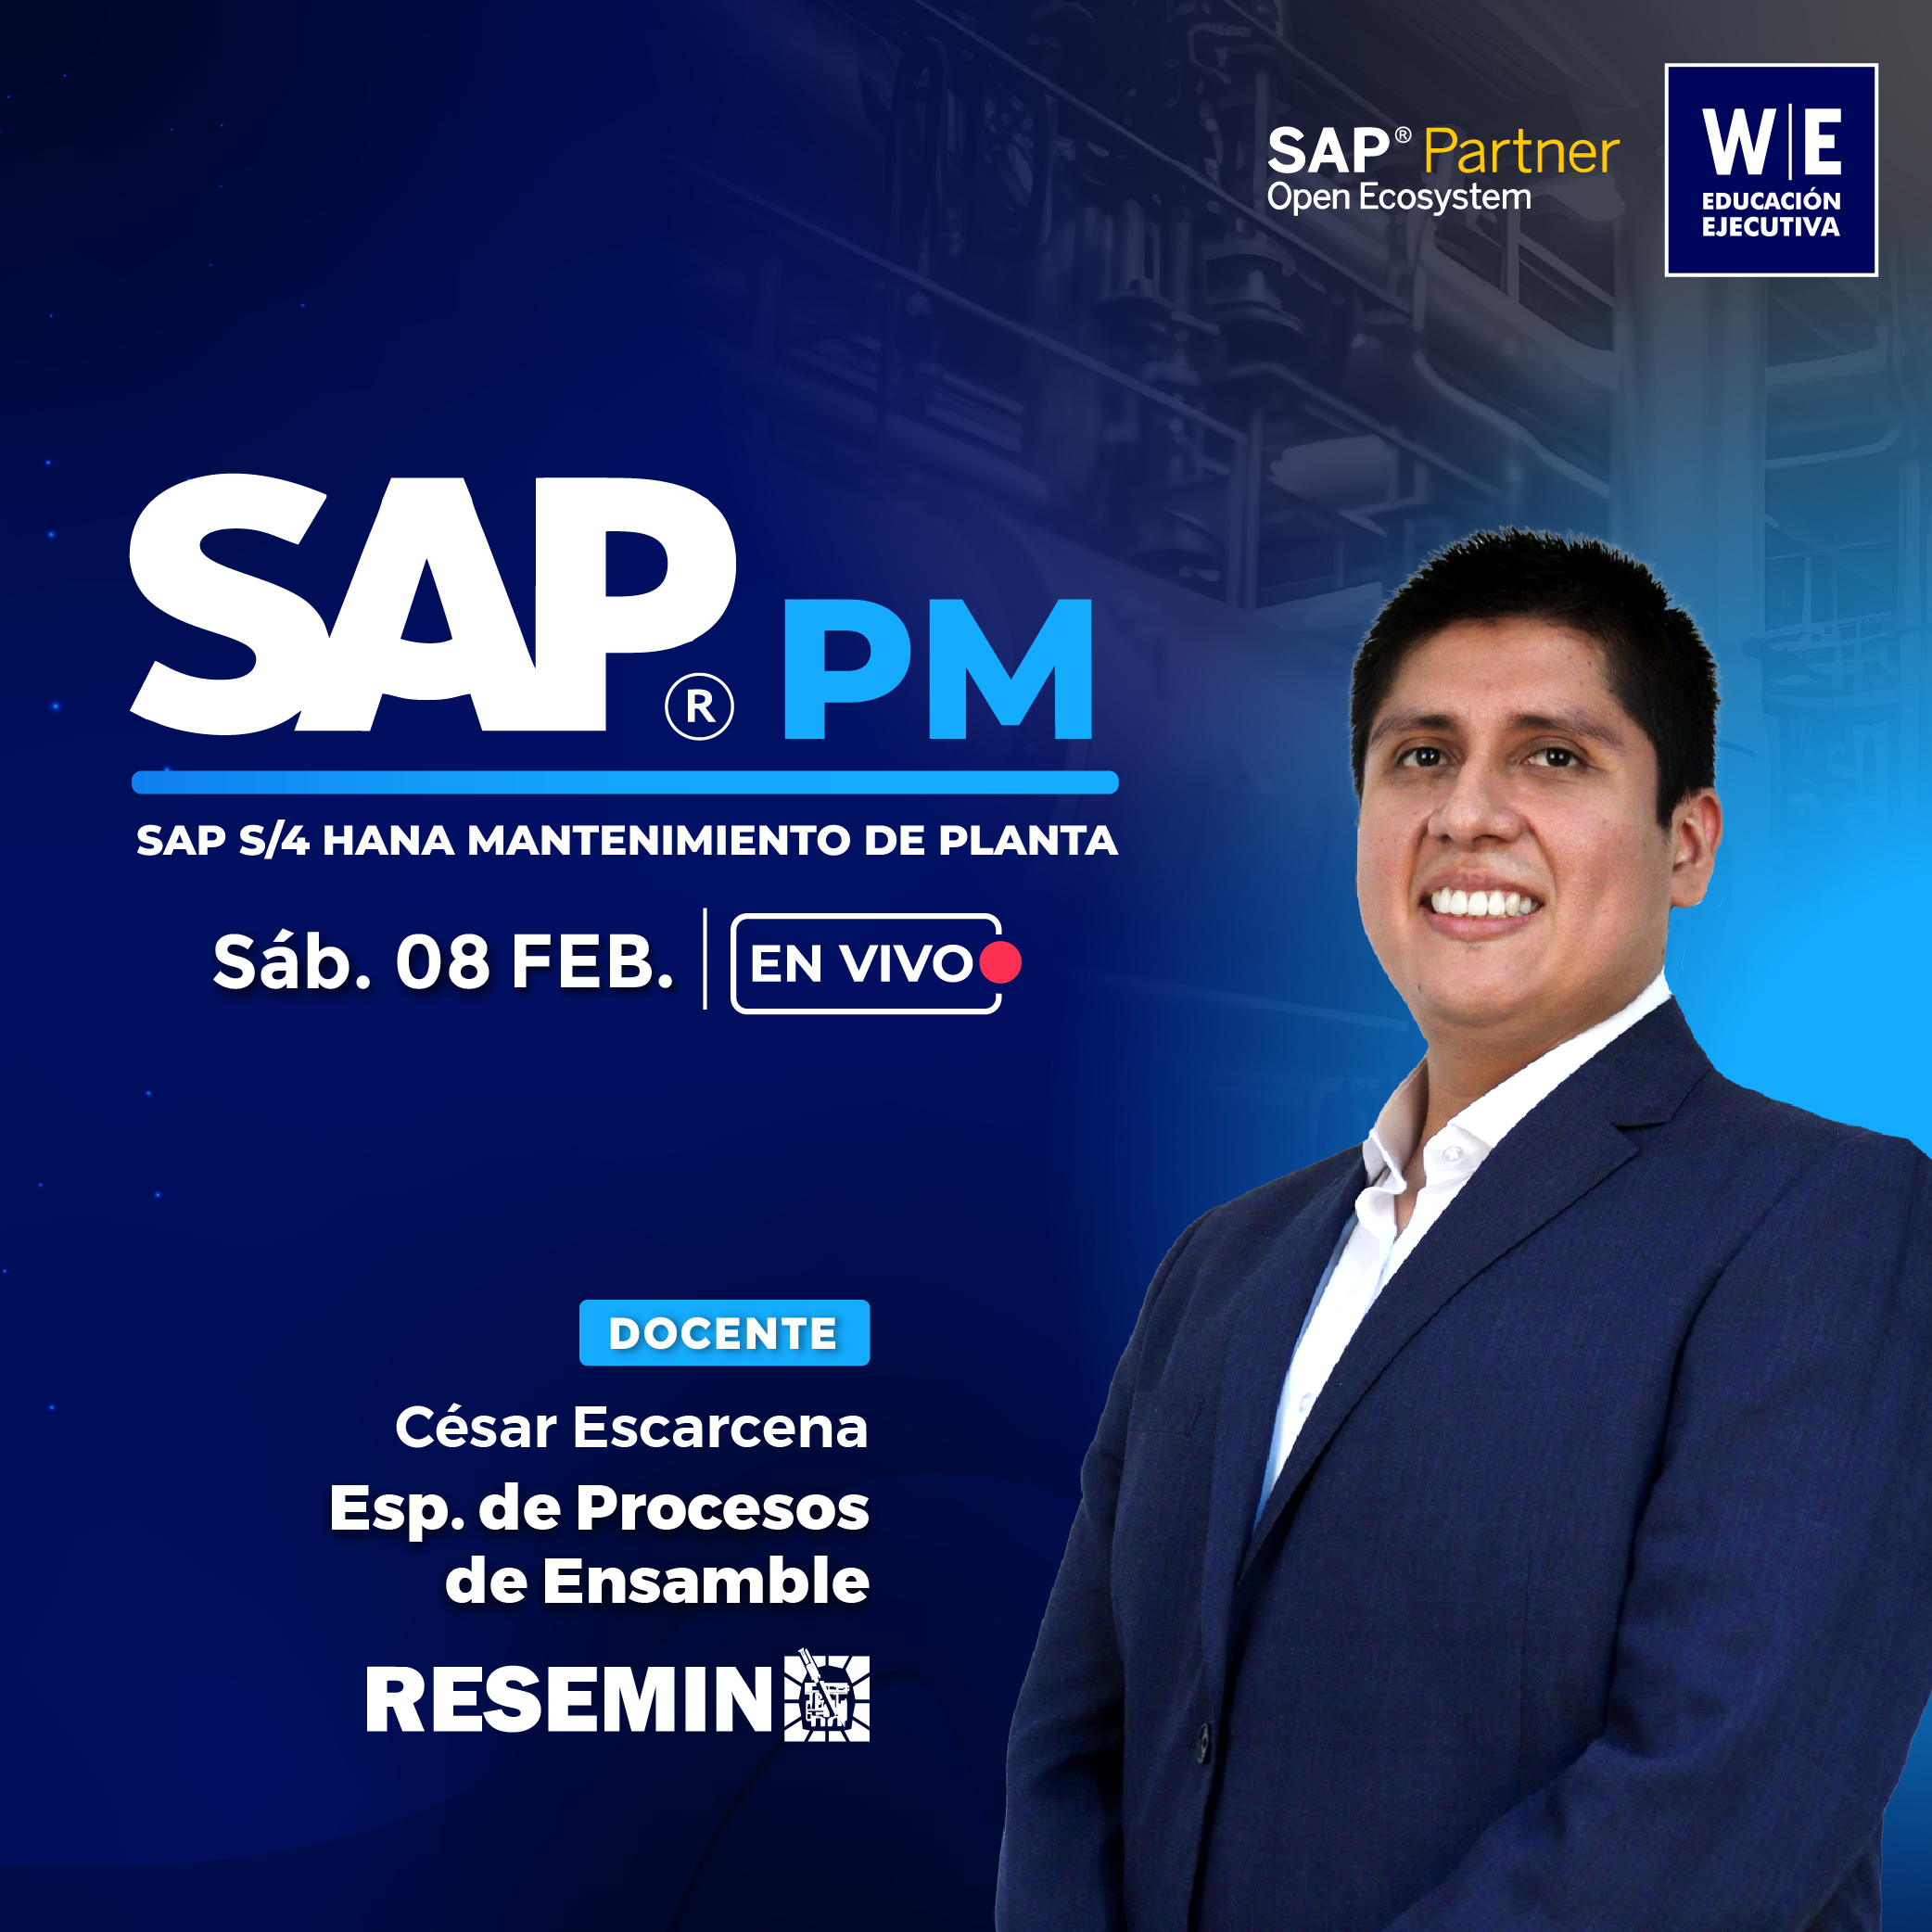 SAP® Partner
Open Ecosystem
W|E
EDUCACIÓN
EJECUTIVA
SAP® PM
SAP S/4 HANA MANTENIMIENTO DE PLANTA
Sáb. 08 FEB. | EN VIVO
DOCENTE
César Escarcena
Esp. de Procesos
de Ensamble
RESEMIN